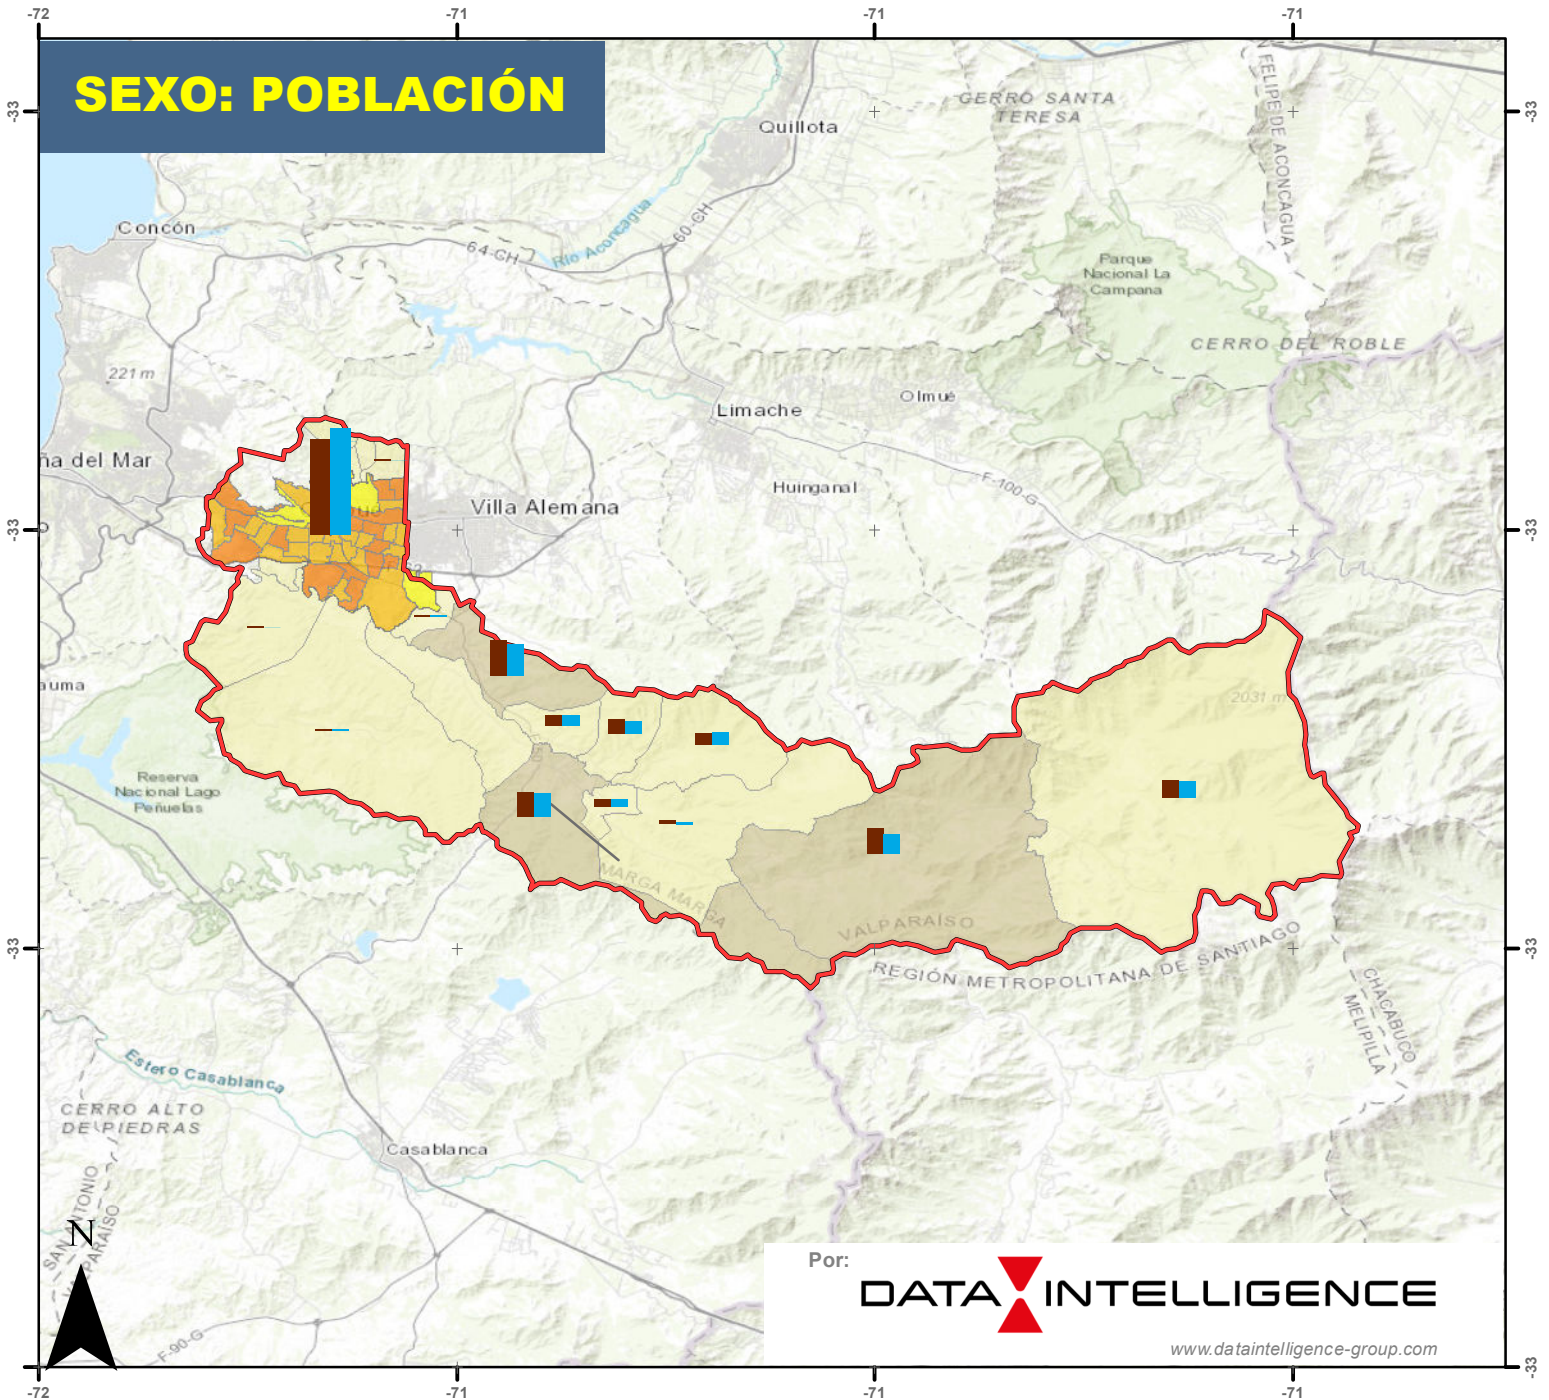 -72
-71
-71
-71
SEXO: POBLACIÓN
-33
-33
CERRO SANTA
TERESA
FELIPE DE ACONCAGUA
Quillota
Concón
64-CH
Río Aconcagua
60-CH
Parque
Nacional La
Campana
CERRO DEL ROBLE
221 m
Limache
Olmué
ña del Mar
Huinganal
F-100-G
Villa Alemana
-33
-33
auma
2031 m
Reserva
Nacional Lago
Peñuelas
MARGA MARGA
VALPARAÍSO
REGIÓN METROPOLITANA DE SANTIAGO
-33
-33
CHACABUCO
MELIPILLA
Estero Casablanca
CERRO ALTO
DE PIEDRAS
Casablanca
SAN ANTONIO
VALPARAÍSO
N
F-90-G
Por:
DATA INTELLIGENCE
www.dataintelligence-group.com
-33
-72
-71
-71
-71